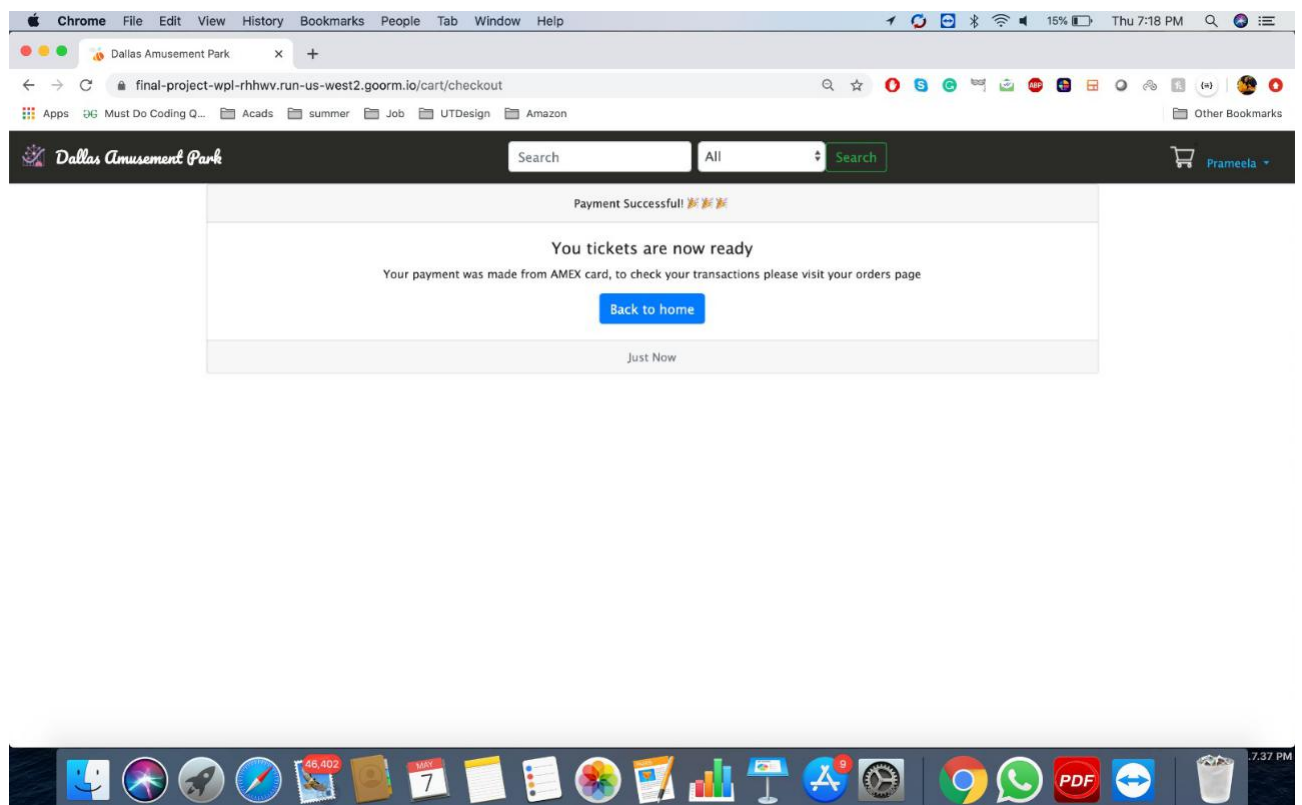 Chrome File Edit View History Bookmarks People Tab Window Help 15% Thu 7:18 PM
Dallas Amusement Park
final-project-wpl-rhhwv.run-us-west2.goorm.io/cart/checkout
Apps Must Do Coding Q... Acads summer Job UTDesign Amazon Other Bookmarks
Dallas Amusement Park Search All Search Prameela
Payment Successful! 🎉🎉🎉
You tickets are now ready
Your payment was made from AMEX card, to check your transactions please visit your orders page
Back to home
Just Now
46,402 MAY 7 9 PDF .7.37 PM